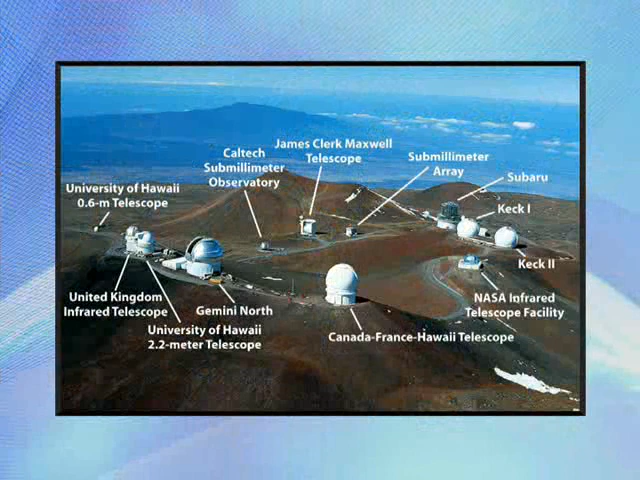 James Clerk Maxwell
Telescope
Caltech
Submillimeter
Observatory
Submillimeter
Array
Subaru
University of Hawaii
0.6-m Telescope
Keck I
Keck II
United Kingdom
Infrared Telescope
Gemini North
NASA Infrared
Telescope Facility
University of Hawaii
2.2-meter Telescope
Canada-France-Hawaii Telescope